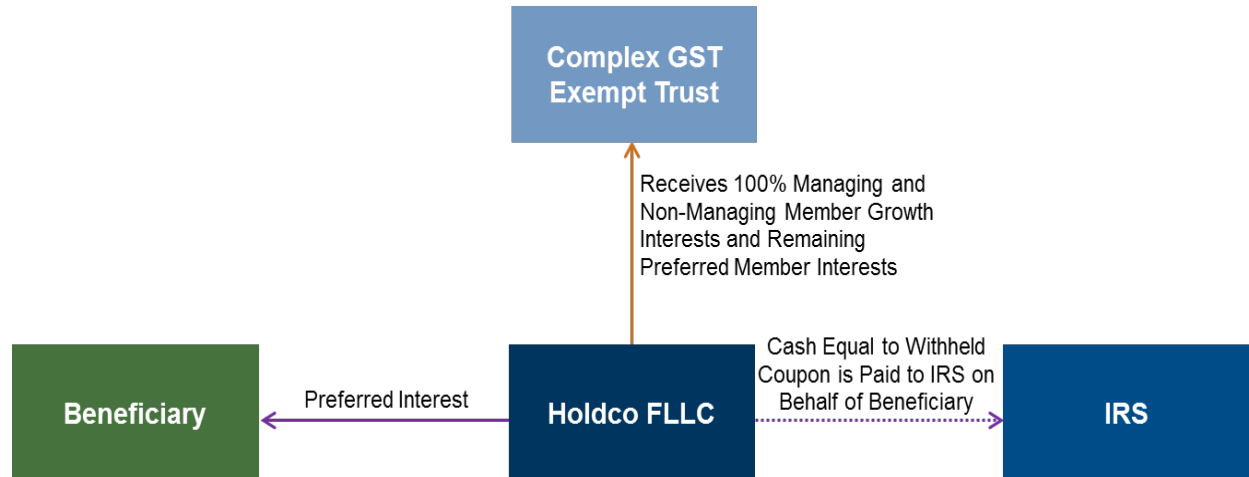 Complex GST
Exempt Trust
Receives 100% Managing and
Non-Managing Member Growth
Interests and Remaining
Preferred Member Interests
Beneficiary
Preferred Interest
Holdco FLLC
Cash Equal to Withheld
Coupon is Paid to IRS on
Behalf of Beneficiary
IRS